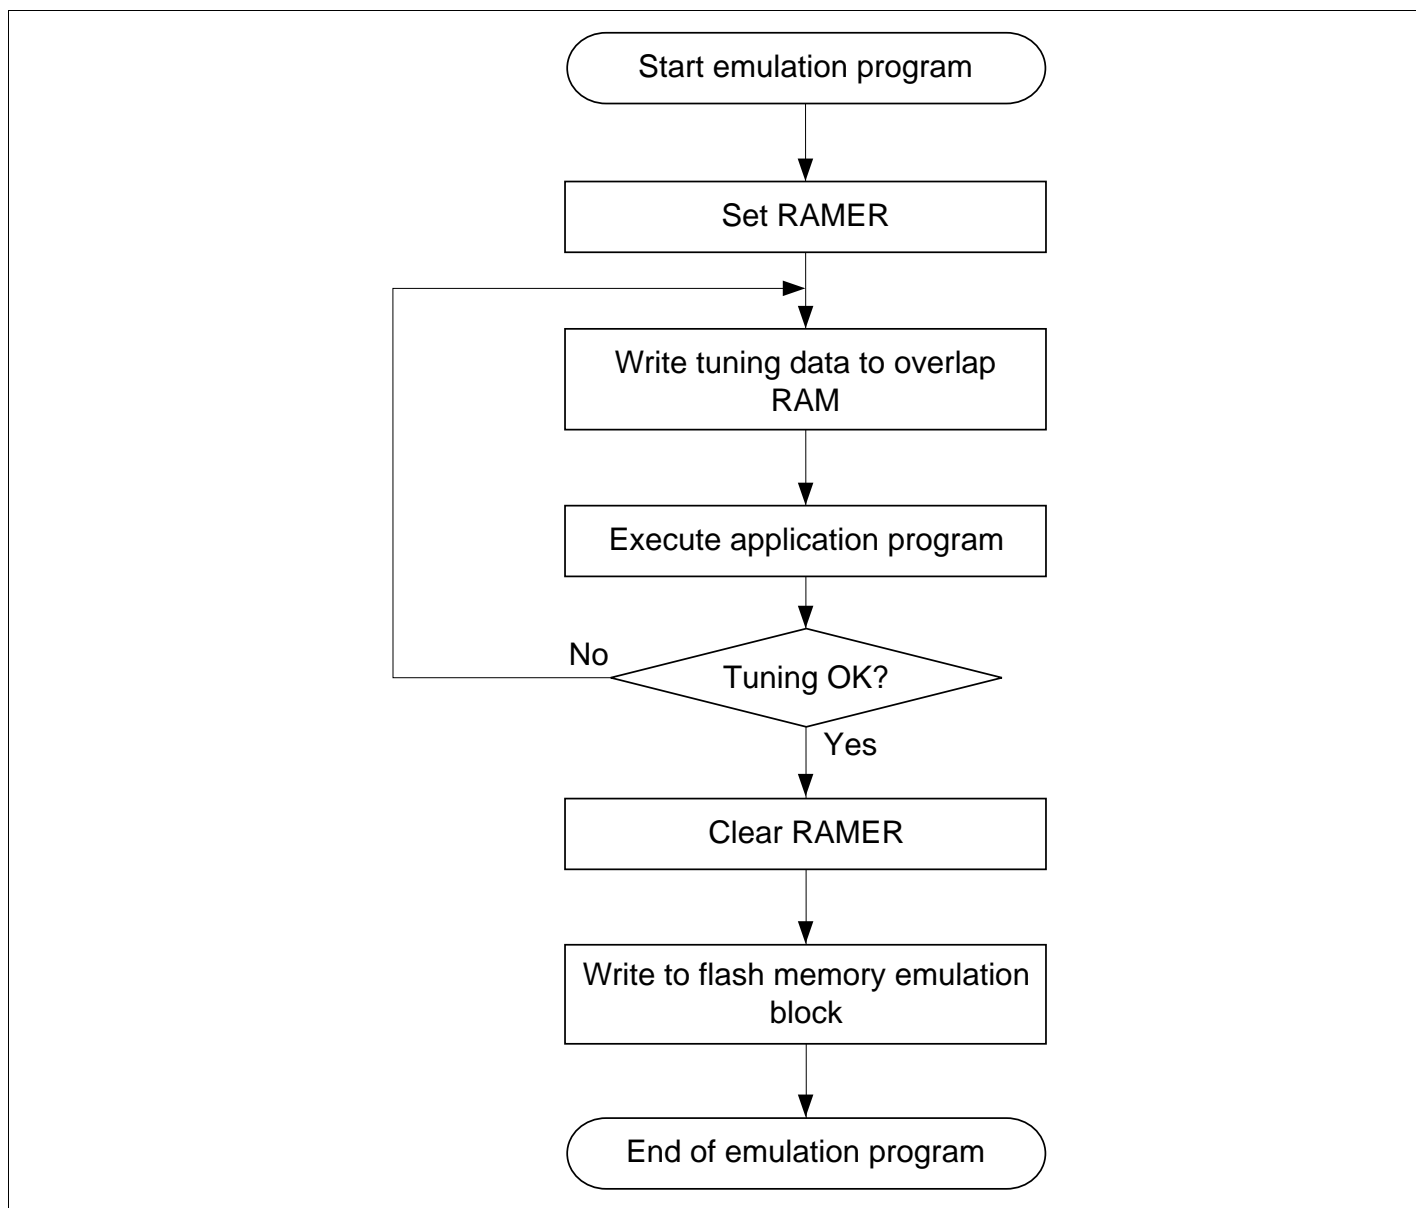 Start emulation program
Set RAMER
Write tuning data to overlap
RAM
Execute application program
No
Tuning OK?
Yes
Clear RAMER
Write to flash memory emulation
block
End of emulation program